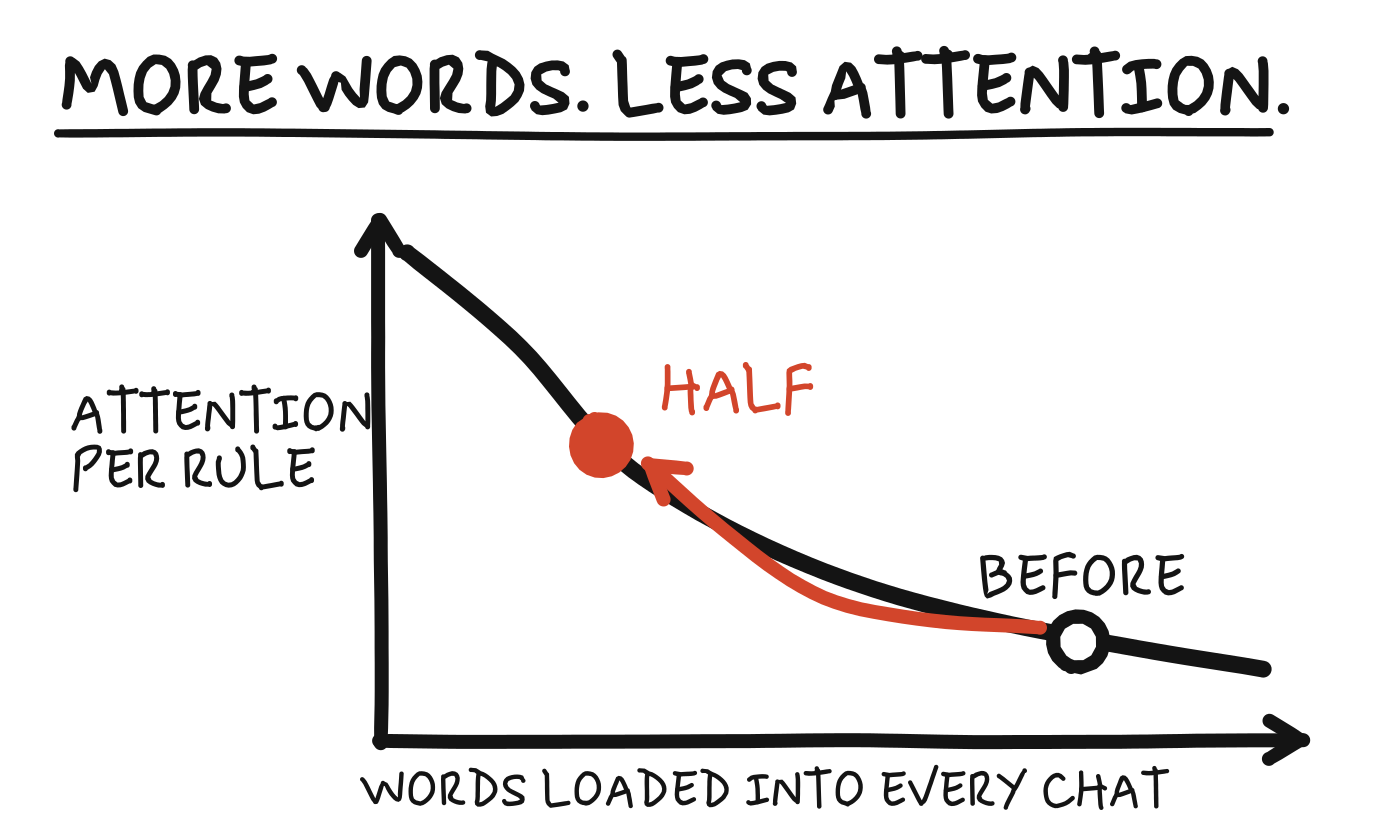 MORE WORDS. LESS ATTENTION.
HALF
ATTENTION
PER RULE
BEFORE
WORDS LOADED INTO EVERY CHAT